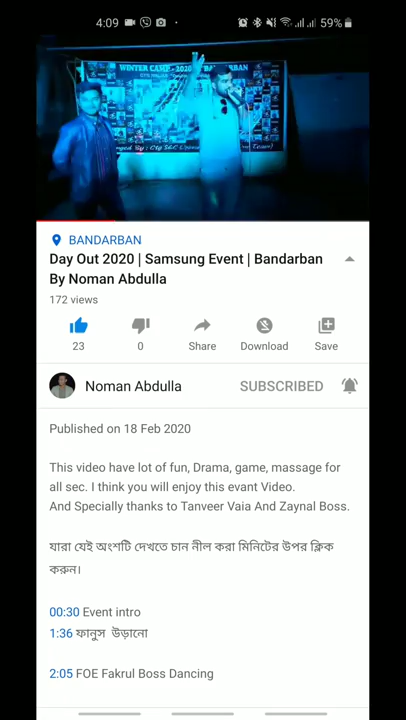 4:09
59%
WINTER CAMP - 2020
BANDARBAN
Day Out 2020 | Samsung Event | Bandarban
By Noman Abdulla
172 views
23 0 Share Download Save
Noman Abdulla SUBSCRIBED
Published on 18 Feb 2020
This video have lot of fun, Drama, game, massage for
all sec. I think you will enjoy this evant Video.
And Specially thanks to Tanveer Vaia And Zaynal Boss.
যারা যেই অংশটি দেখতে চান নীল করা মিনিটের উপর ক্লিক
করুন।
00:30 Event intro
1:36 ফানুস উড়ানো
2:05 FOE Fakrul Boss Dancing